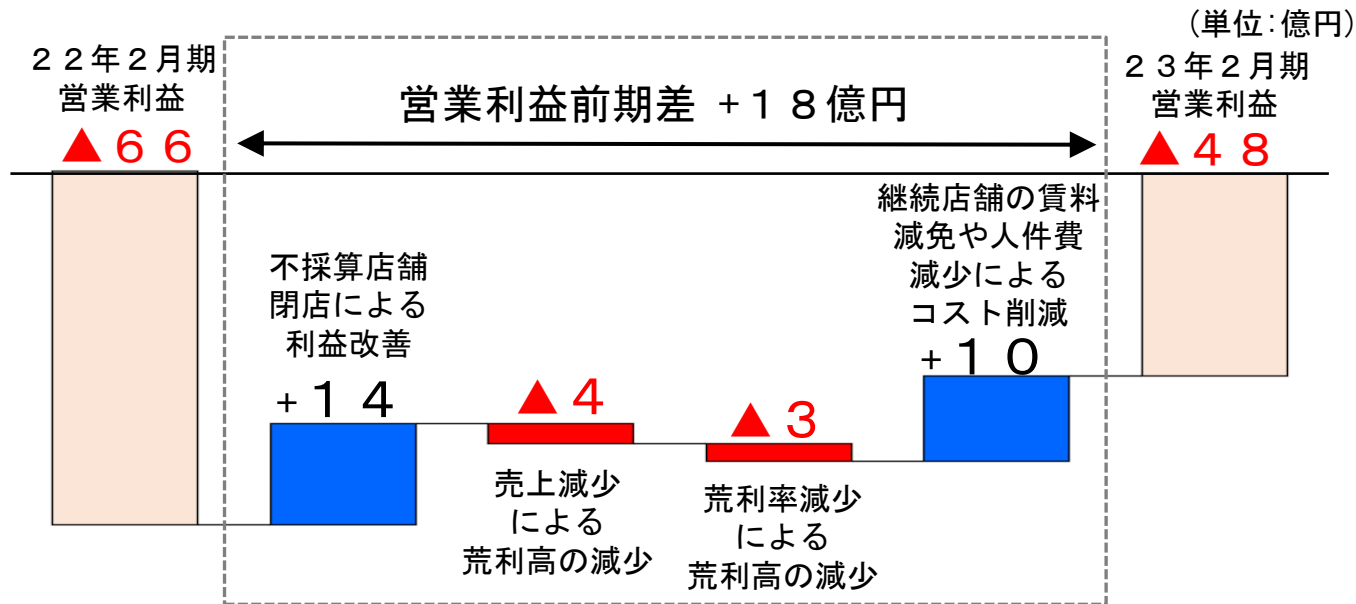 （単位：億円）
２２年２月期
営業利益
▲６６
営業利益前期差 +１８億円
２３年２月期
営業利益
▲４８
不採算店舗
閉店による
利益改善
+１４
▲４
売上減少
による
荒利高の減少
▲３
荒利率減少
による
荒利高の減少
継続店舗の賃料
減免や人件費
減少による
コスト削減
+１０